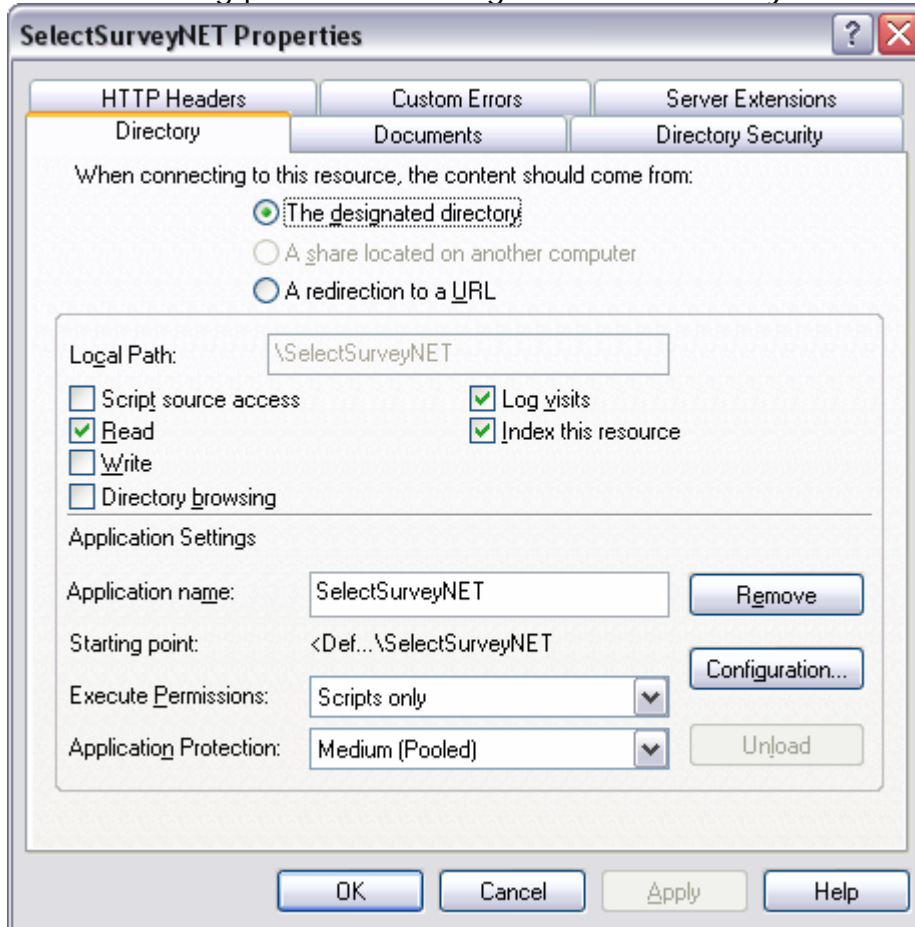 SelectSurveyNET Properties
HTTP Headers Custom Errors Server Extensions
Directory Documents Directory Security
When connecting to this resource, the content should come from:
The designated directory
A share located on another computer
A redirection to a URL
Local Path: \SelectSurveyNET
Script source access Log visits
Read Index this resource
Write
Directory browsing
Application Settings
Application name: SelectSurveyNET Remove
Starting point: <Def...\SelectSurveyNET
Configuration...
Execute Permissions: Scripts only
Application Protection: Medium (Pooled) Unload
OK Cancel Apply Help